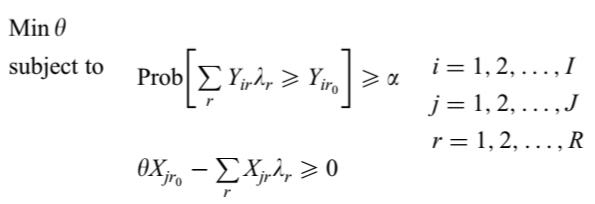 Min θ
subject to Prob[∑_r Y_{ir}λ_r ⩾ Y_{ir_0}] ⩾ α i = 1, 2, ..., I
j = 1, 2, ..., J
r = 1, 2, ..., R
θX_{jr_0} − ∑_r X_{jr}λ_r ⩾ 0